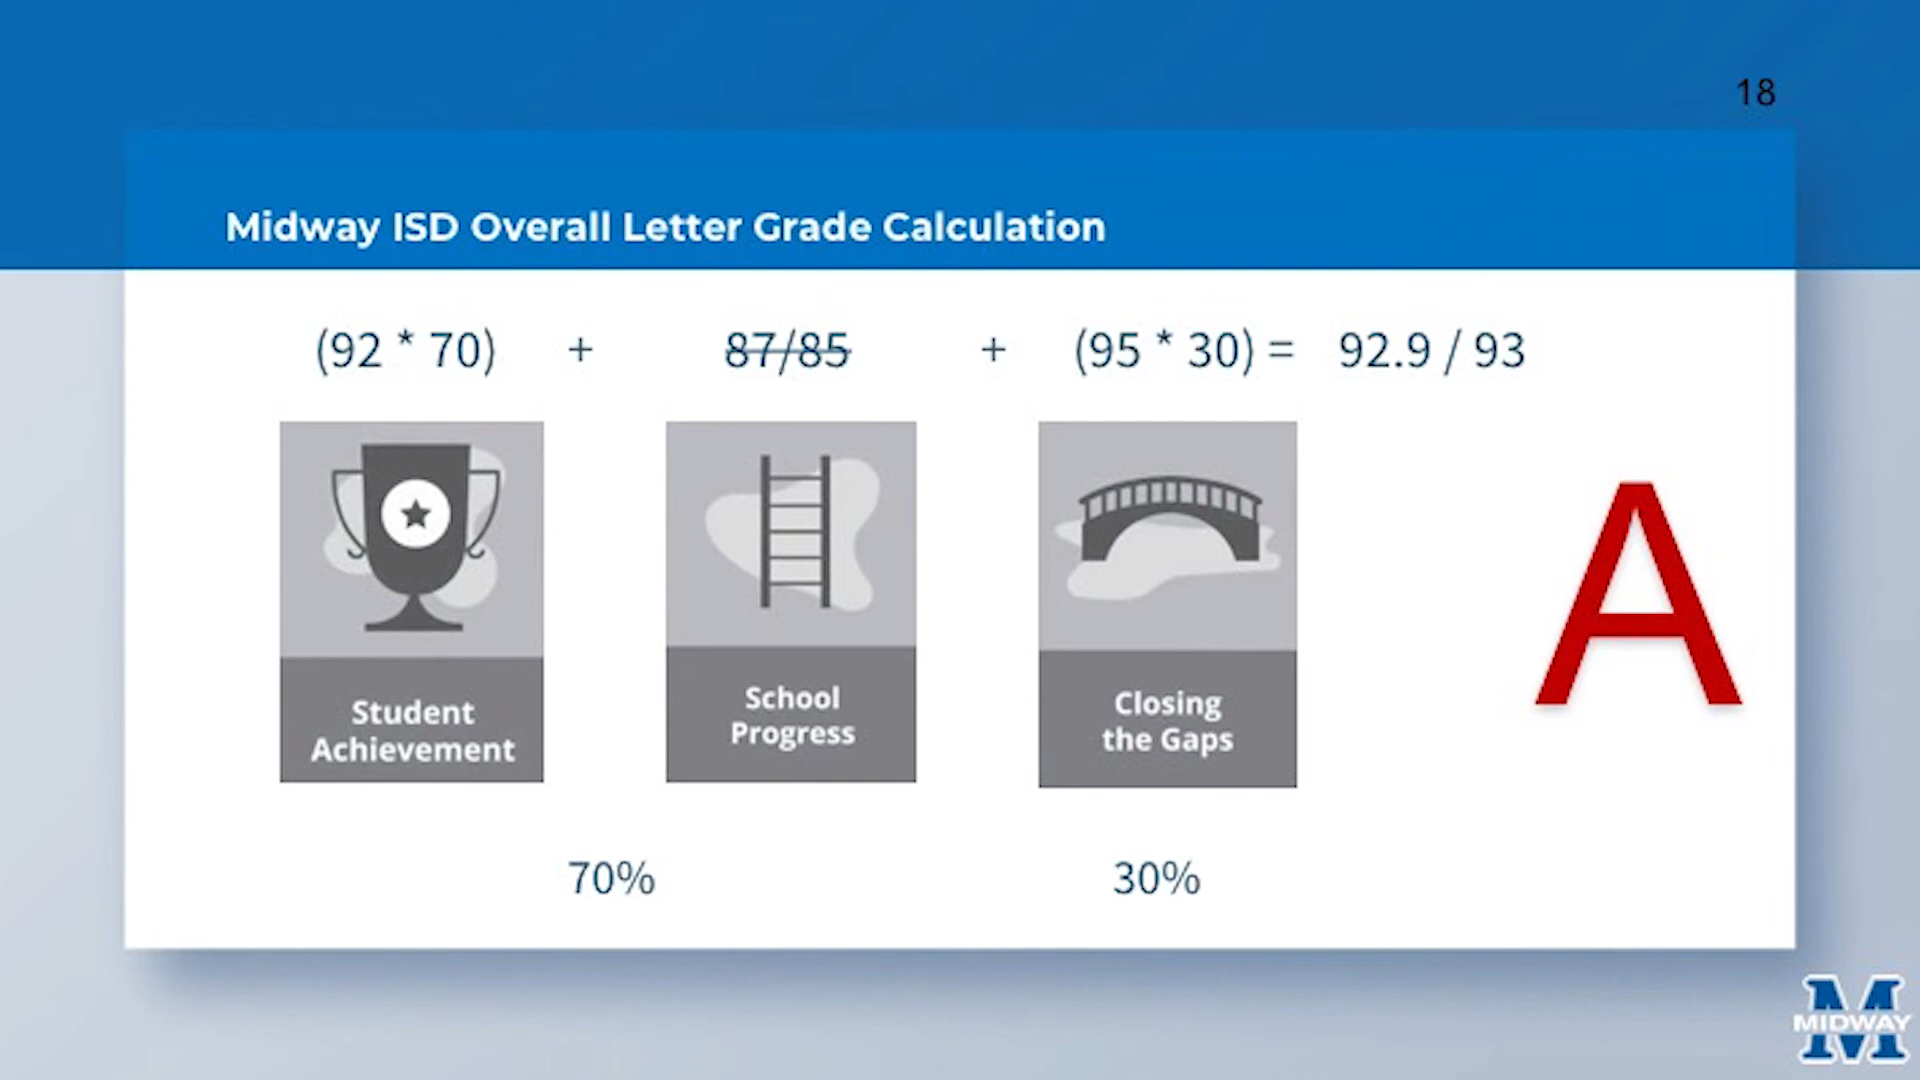 18
Midway ISD Overall Letter Grade Calculation
(92 * 70) + 87/85 + (95 * 30) = 92.9 / 93
Student
Achievement
School
Progress
Closing
the Gaps
A
70% 30%
M
MIDWAY